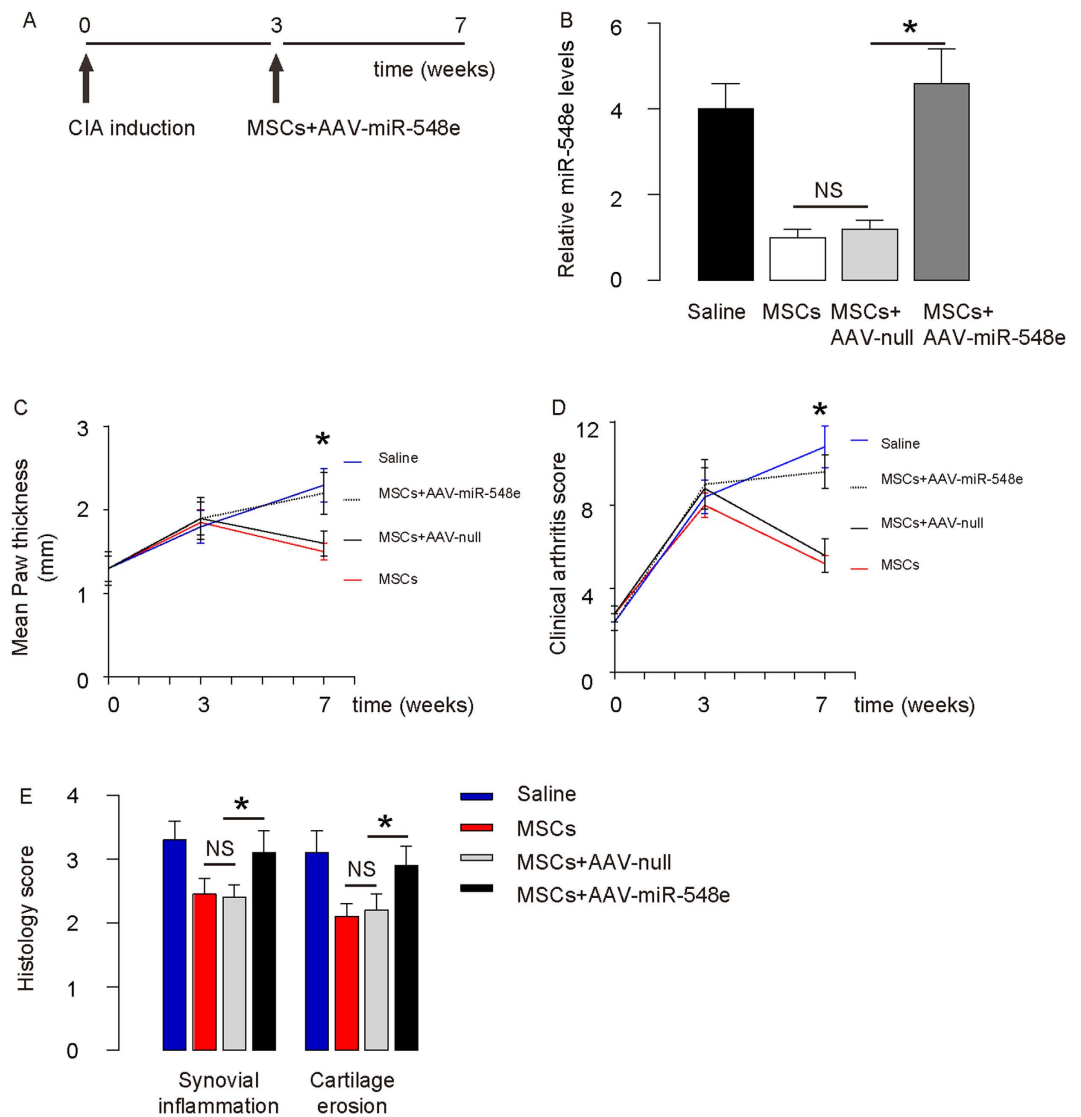 A
0 3 7
time (weeks)
CIA induction
MSCs+AAV-miR-548e
B
Relative miR-548e levels
6
4
2
0
NS
*
Saline
MSCs
MSCs+
AAV-null
MSCs+
AAV-miR-548e
C
Mean Paw thickness
(mm)
3
2
1
0
*
Saline
MSCs+AAV-miR-548e
MSCs+AAV-null
MSCs
0 3 7 time (weeks)
D
Clinical arthritis score
12
8
4
0
*
Saline
MSCs+AAV-miR-548e
MSCs+AAV-null
MSCs
0 3 7 time (weeks)
E
Histology score
4
3
2
1
0
NS
*
NS
*
Synovial
inflammation
Cartilage
erosion
Saline
MSCs
MSCs+AAV-null
MSCs+AAV-miR-548e